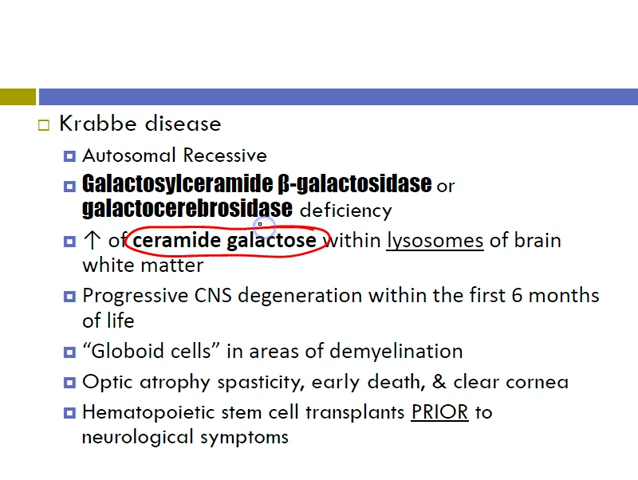 Krabbe disease
Autosomal Recessive
Galactosylceramide β-galactosidase or
galactocerebrosidase deficiency
↑ of ceramide galactose within lysosomes of brain
white matter
Progressive CNS degeneration within the first 6 months
of life
“Globoid cells” in areas of demyelination
Optic atrophy spasticity, early death, & clear cornea
Hematopoietic stem cell transplants PRIOR to
neurological symptoms